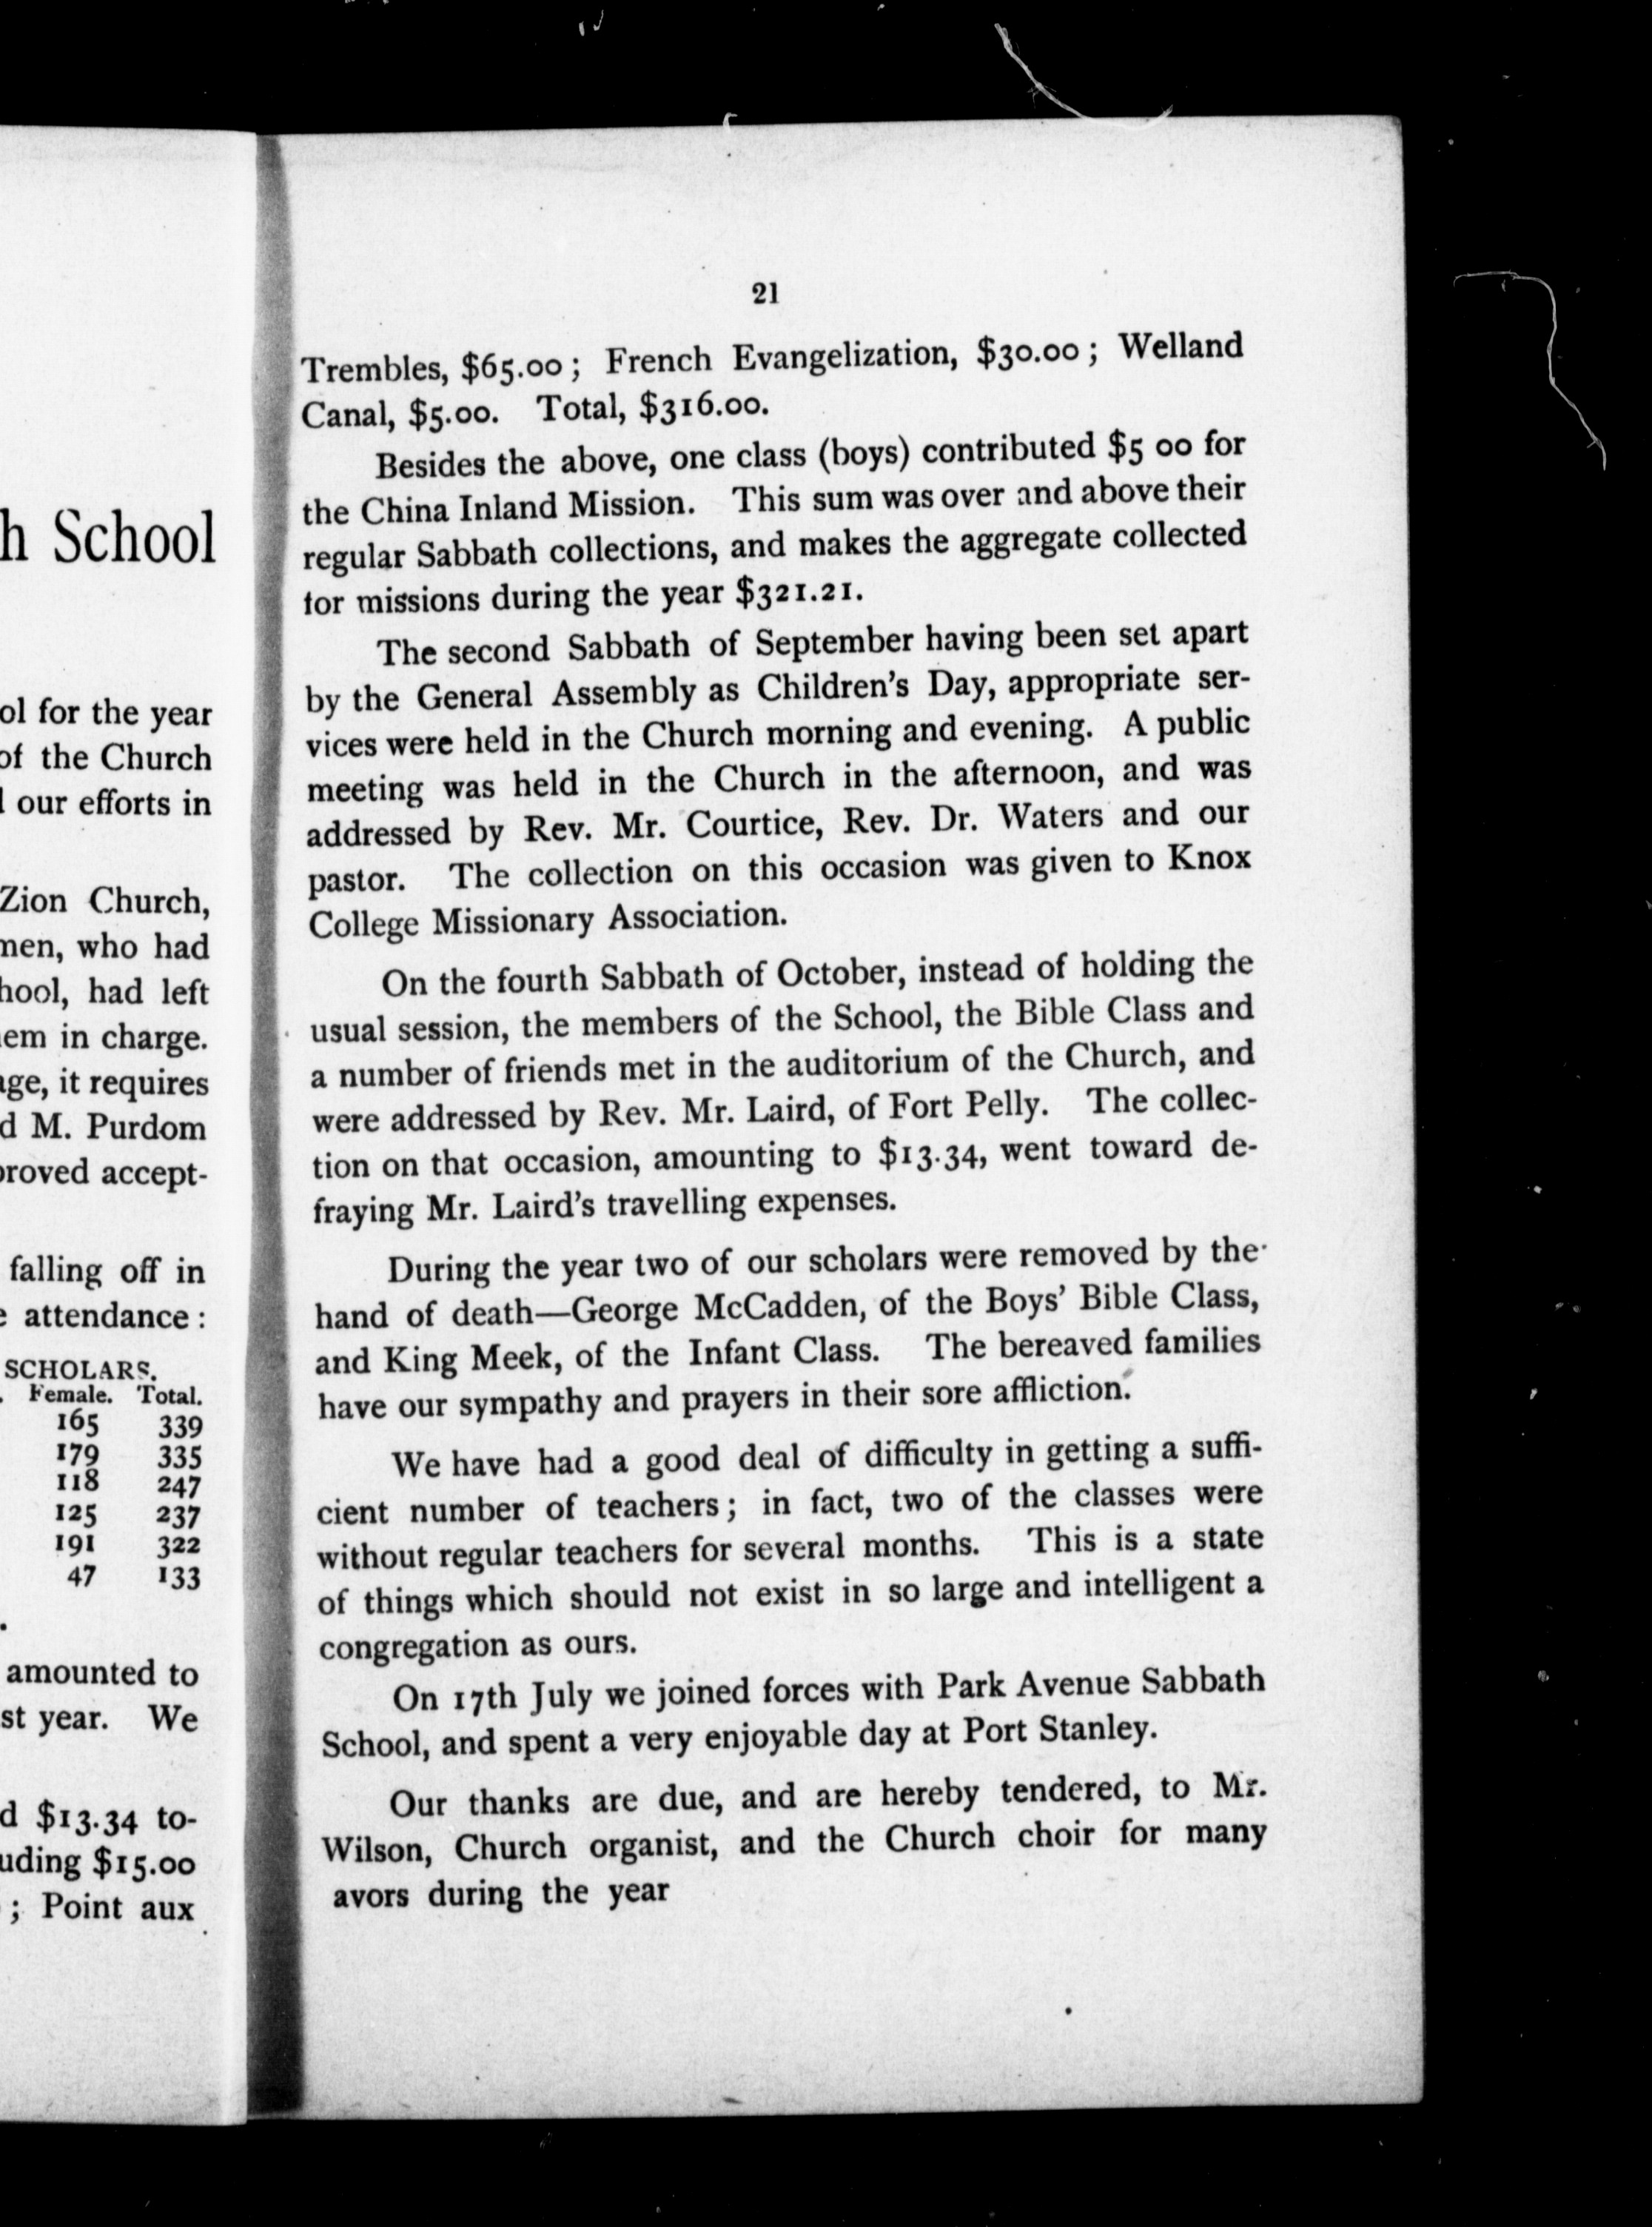 h School
ol for the year
of the Church
our efforts in
Zion Church,
men, who had
hool, had left
em in charge.
age, it requires
d M. Purdom
proved accept-
falling off in
attendance :
SCHOLARS.
Female. Total.
165 339
179 335
118 247
125 237
191 322
47 133
amounted to
st year. We
d $13.34 to-
uding $15.00
; Point aux
21
Trembles, $65.00 ; French Evangelization, $30.00 ; Welland
Canal, $5.00. Total, $316.00.
Besides the above, one class (boys) contributed $5 00 for
the China Inland Mission. This sum was over and above their
regular Sabbath collections, and makes the aggregate collected
for missions during the year $321.21.
The second Sabbath of September having been set apart
by the General Assembly as Children's Day, appropriate ser-
vices were held in the Church morning and evening. A public
meeting was held in the Church in the afternoon, and was
addressed by Rev. Mr. Courtice, Rev. Dr. Waters and our
pastor. The collection on this occasion was given to Knox
College Missionary Association.
On the fourth Sabbath of October, instead of holding the
usual session, the members of the School, the Bible Class and
a number of friends met in the auditorium of the Church, and
were addressed by Rev. Mr. Laird, of Fort Pelly. The collec-
tion on that occasion, amounting to $13.34, went toward de-
fraying Mr. Laird's travelling expenses.
During the year two of our scholars were removed by the
hand of death—George McCadden, of the Boys' Bible Class,
and King Meek, of the Infant Class. The bereaved families
have our sympathy and prayers in their sore affliction.
We have had a good deal of difficulty in getting a suffi-
cient number of teachers ; in fact, two of the classes were
without regular teachers for several months. This is a state
of things which should not exist in so large and intelligent a
congregation as ours.
On 17th July we joined forces with Park Avenue Sabbath
School, and spent a very enjoyable day at Port Stanley.
Our thanks are due, and are hereby tendered, to Mr.
Wilson, Church organist, and the Church choir for many
avors during the year